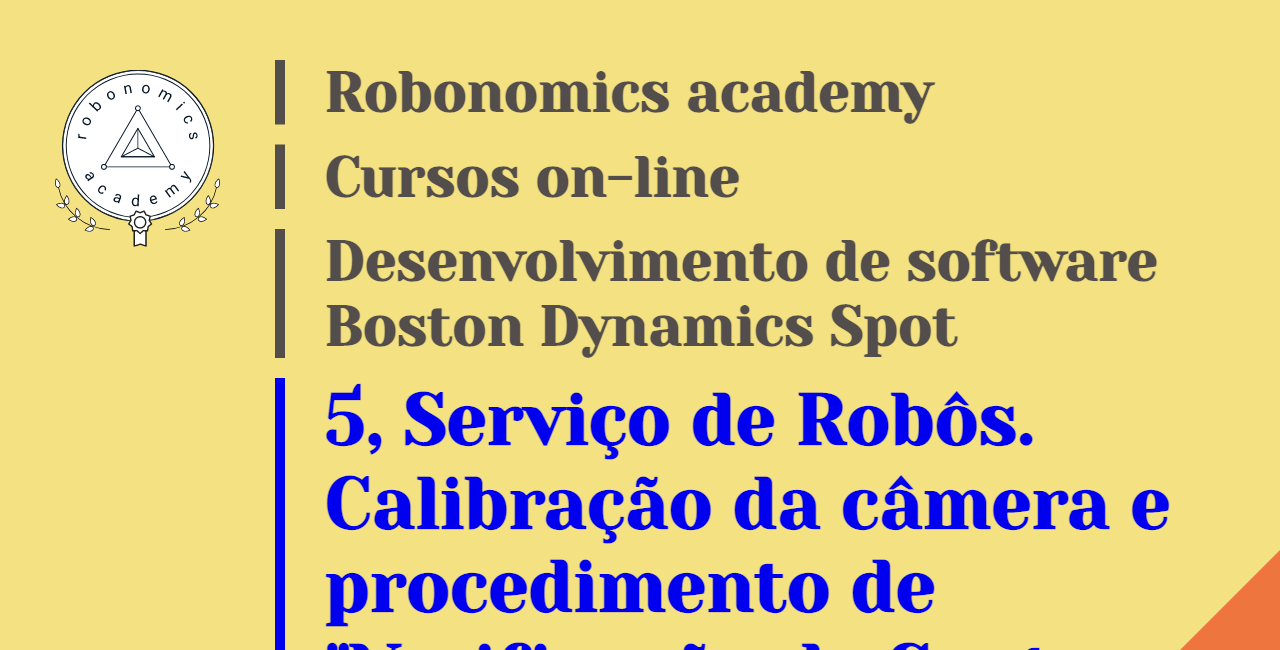 robonomics
academy
Robonomics academy
Cursos on-line
Desenvolvimento de software
Boston Dynamics Spot
5, Serviço de Robôs.
Calibração da câmera e
procedimento de